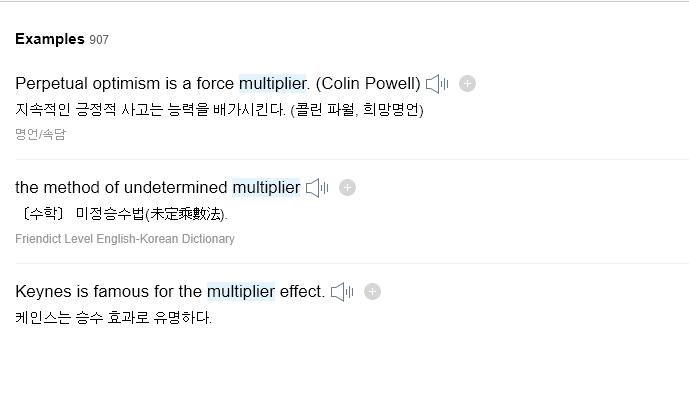 Examples 907
Perpetual optimism is a force multiplier. (Colin Powell)
지속적인 긍정적 사고는 능력을 배가시킨다. (콜린 파월, 희망명언)
명언/속담
the method of undetermined multiplier
〔수학〕 미정승수법(未定乘數法).
Friendict Level English-Korean Dictionary
Keynes is famous for the multiplier effect.
케인스는 승수 효과로 유명하다.